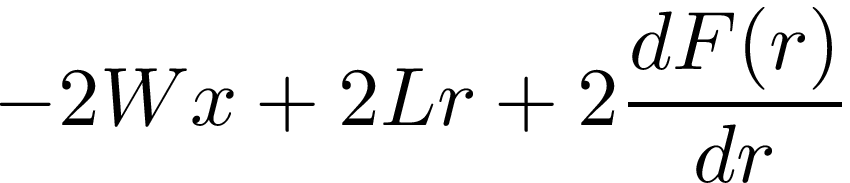 $-2Wx + 2Lr + 2\frac{dF(r)}{dr}$